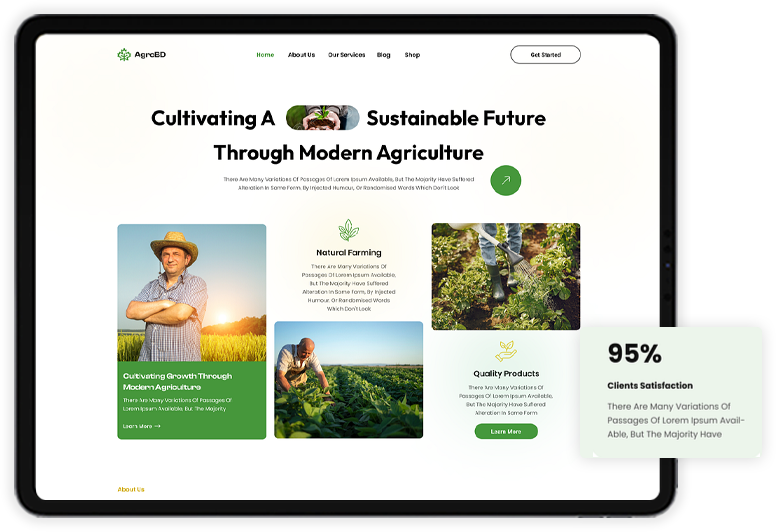 AgroBD
Home About Us Our Services Blog Shop
Get Started
Cultivating A Sustainable Future
Through Modern Agriculture
There Are Many Variations Of Passages Of Lorem Ipsum Available, But The Majority Have Suffered
Alteration In Some Form, By Injected Humour, Or Randomised Words Which Don't Look
Cultivating Growth Through
Modern Agriculture
There Are Many Variations Of Passages Of
Lorem Ipsum Available, But The Majority
Learn More →
Natural Farming
There Are Many Variations Of
Passages Of Lorem Ipsum Available,
But The Majority Have Suffered
Alteration In Some Form, By Injected
Humour, Or Randomised Words
Which Don't Look
Quality Products
There Are Many Variations Of
Passages Of Lorem Ipsum Available,
But The Majority Have Suffered
Alteration In Some Form
Learn More
95%
Clients Satisfaction
There Are Many Variations Of
Passages Of Lorem Ipsum Avail-
Able, But The Majority Have
About Us